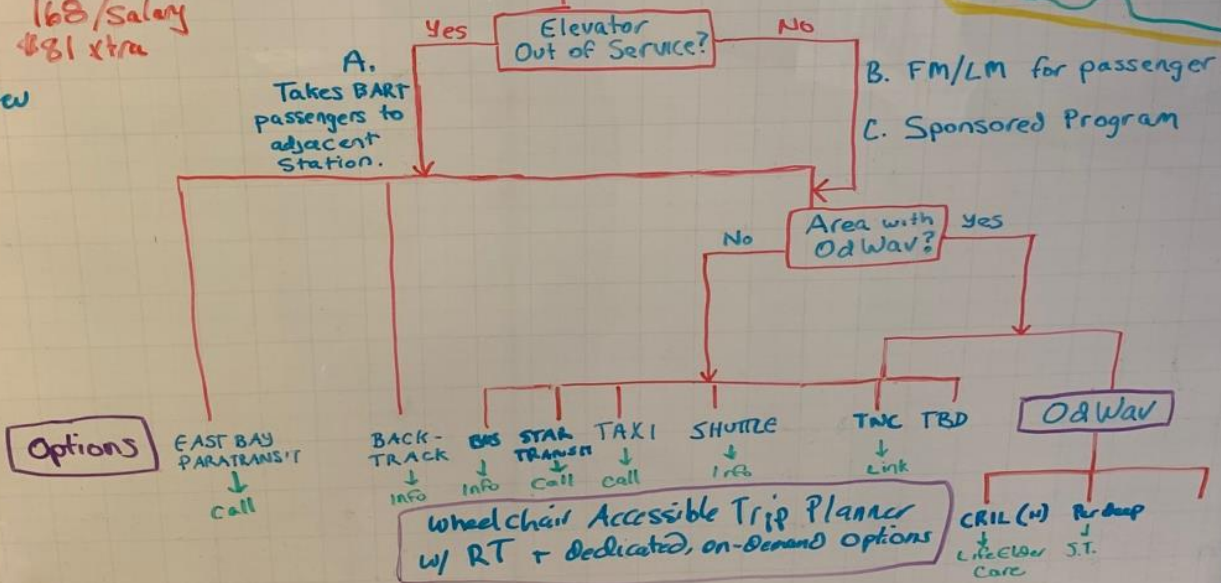 168/Salary
$81 xtra
ew
Yes
Elevator
Out of Service?
No
A.
Takes BART
passengers to
adjacent
Station.
B. FM/LM for passenger
C. Sponsored Program
No
Area with
OdWav?
Yes
Options
EAST BAY
PARATRANSIT
call
BACK-
TRACK
Info
BUS
Info
STAR
TRANSIT
Call
TAXI
call
SHUTTLE
Info
TNC
Link
TBD
OdWav
CRIL (H)
Life Elder
Care
S.T.
Wheelchair Accessible Trip Planner
w/ RT + dedicated, on-Demand Options